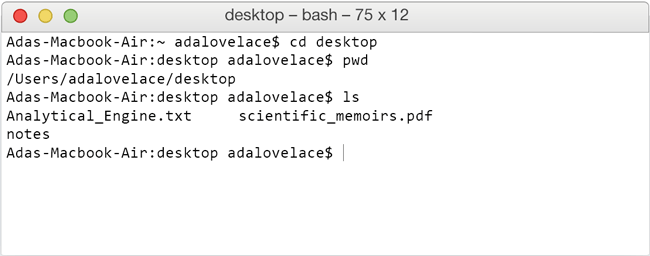 desktop – bash – 75 x 12
Adas-Macbook-Air:~ adalovelace$ cd desktop
Adas-Macbook-Air:desktop adalovelace$ pwd
/Users/adalovelace/desktop
Adas-Macbook-Air:desktop adalovelace$ ls
Analytical_Engine.txt     scientific_memoirs.pdf
notes
Adas-Macbook-Air:desktop adalovelace$